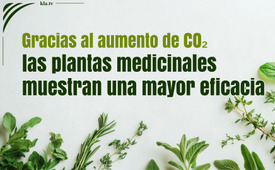 kla.tv
Gracias al aumento de CO₂
las plantas medicinales
muestran una mayor eficacia